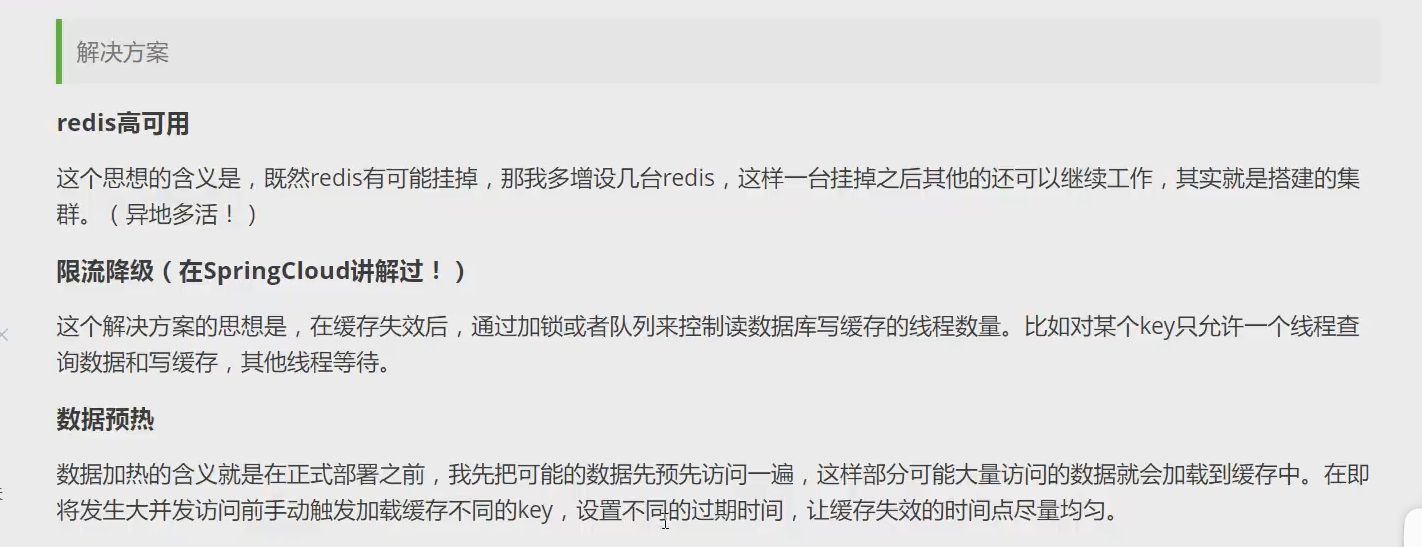 解决方案
redis高可用
这个思想的含义是，既然redis有可能挂掉，那我多增设几台redis，这样一台挂掉之后其他的还可以继续工作，其实就是搭建的集
群。（异地多活！）
限流降级（在SpringCloud讲解过！）
这个解决方案的思想是，在缓存失效后，通过加锁或者队列来控制读数据库写缓存的线程数量。比如对某个key只允许一个线程查
询数据和写缓存，其他线程等待。
数据预热
数据加热的含义就是在正式部署之前，我先把可能的数据先预先访问一遍，这样部分可能大量访问的数据就会加载到缓存中。在即
将发生大并发访问前手动触发加载缓存不同的key，设置不同的过期时间，让缓存失效的时间点尽量均匀。